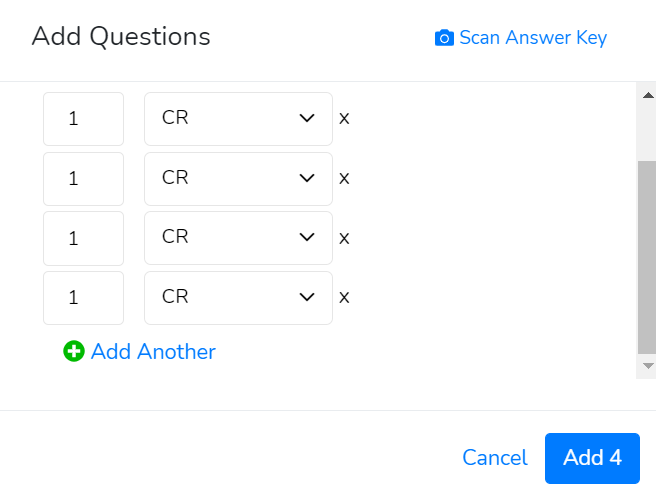 Add Questions
Scan Answer Key
1 CR x
1 CR x
1 CR x
1 CR x
Add Another
Cancel Add 4